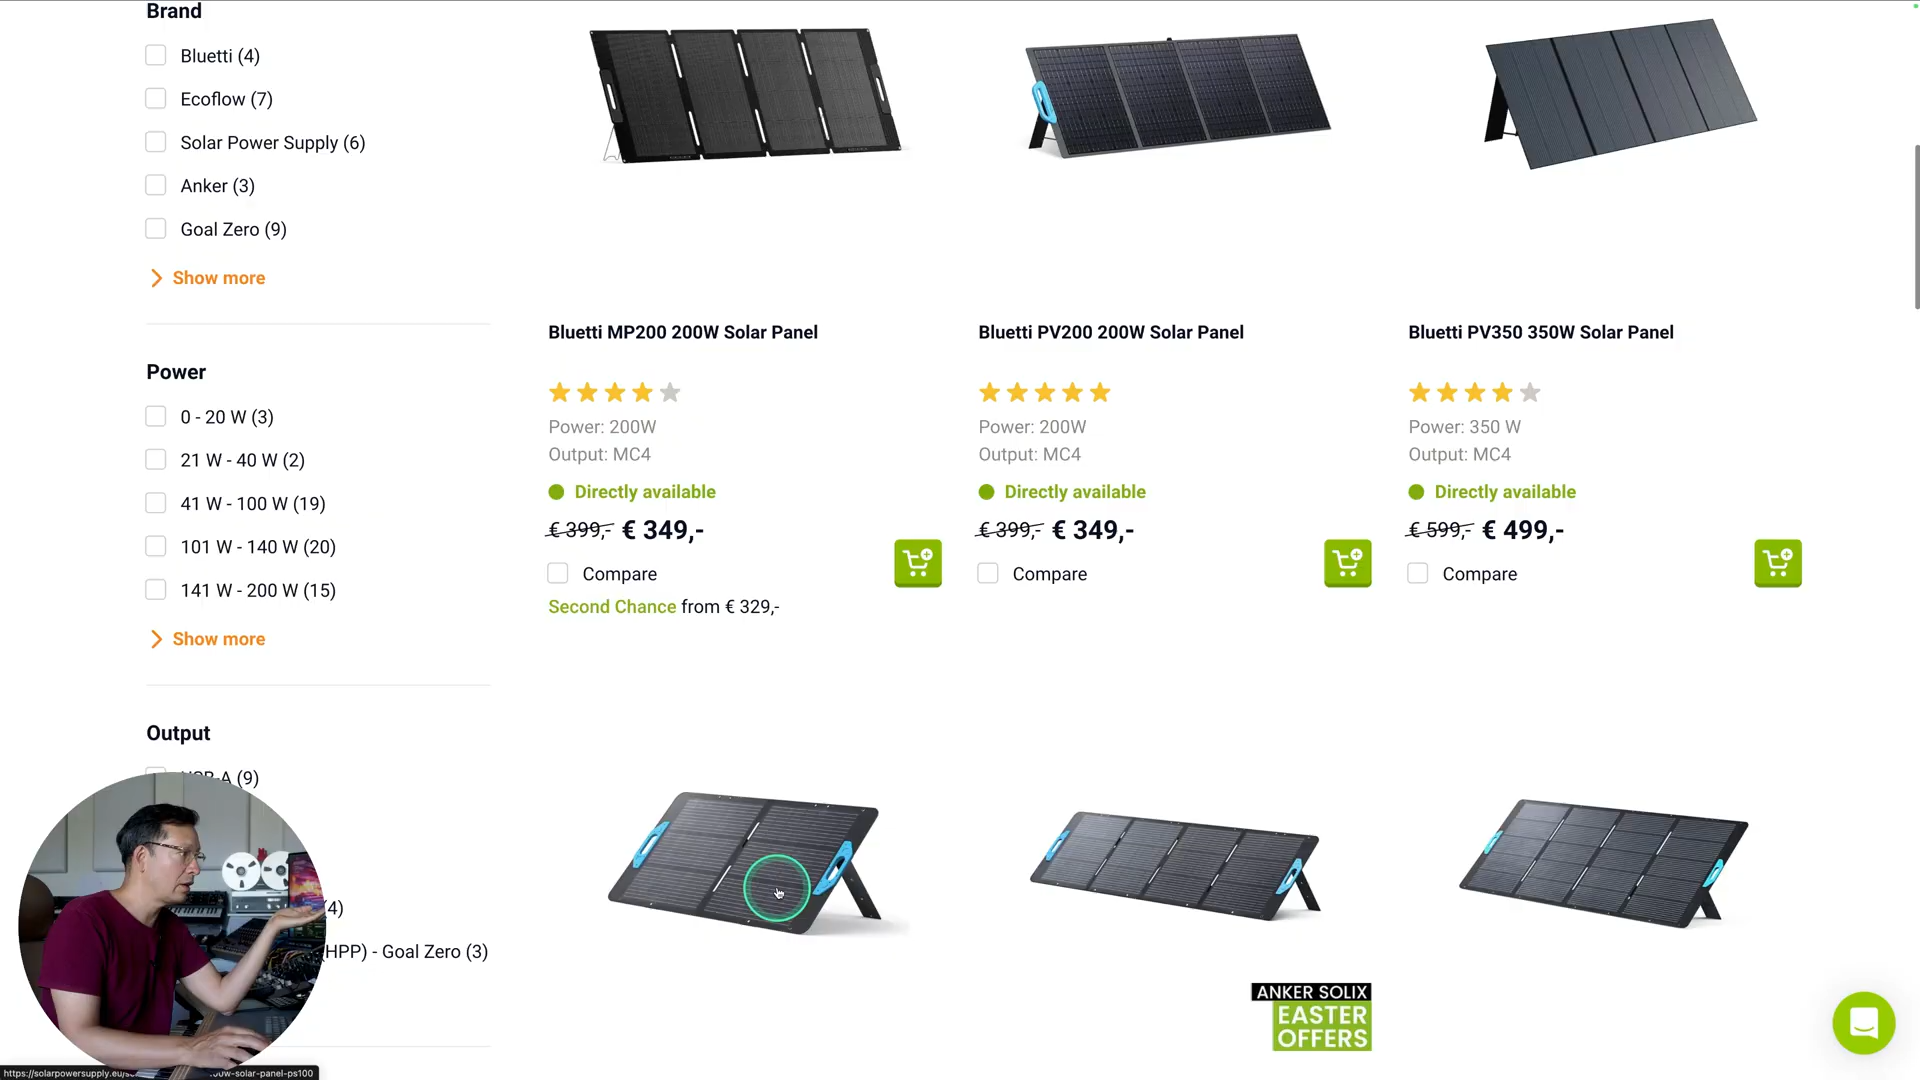 Brand
Bluetti (4)
Ecoflow (7)
Solar Power Supply (6)
Anker (3)
Goal Zero (9)
Show more
Power
0 - 20 W (3)
21 W - 40 W (2)
41 W - 100 W (19)
101 W - 140 W (20)
141 W - 200 W (15)
Show more
Output
(9)
(4)
(HPP) - Goal Zero (3)
Bluetti MP200 200W Solar Panel
Power: 200W
Output: MC4
Directly available
€ 399,- € 349,-
Compare
Second Chance from € 329,-
Bluetti PV200 200W Solar Panel
Power: 200W
Output: MC4
Directly available
€ 399,- € 349,-
Compare
Bluetti PV350 350W Solar Panel
Power: 350 W
Output: MC4
Directly available
€ 599,- € 499,-
Compare
ANKER SOLIX
EASTER
OFFERS